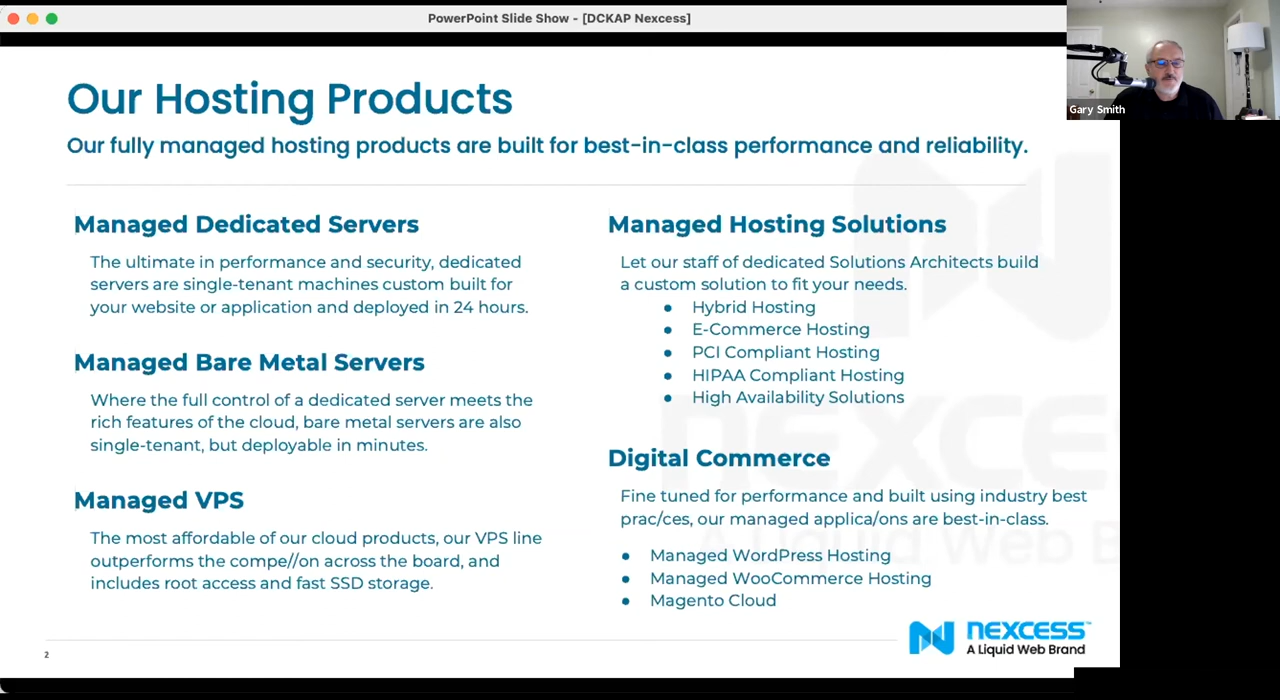 PowerPoint Slide Show - [DCKAP Nexcess]
Gary Smith
Our Hosting Products
Our fully managed hosting products are built for best-in-class performance and reliability.
Managed Dedicated Servers
The ultimate in performance and security, dedicated
servers are single-tenant machines custom built for
your website or application and deployed in 24 hours.
Managed Bare Metal Servers
Where the full control of a dedicated server meets the
rich features of the cloud, bare metal servers are also
single-tenant, but deployable in minutes.
Managed VPS
The most affordable of our cloud products, our VPS line
outperforms the compe//on across the board, and
includes root access and fast SSD storage.
Managed Hosting Solutions
Let our staff of dedicated Solutions Architects build
a custom solution to fit your needs.
● Hybrid Hosting
● E-Commerce Hosting
● PCI Compliant Hosting
● HIPAA Compliant Hosting
● High Availability Solutions
Digital Commerce
Fine tuned for performance and built using industry best
prac/ces, our managed applica/ons are best-in-class.
● Managed WordPress Hosting
● Managed WooCommerce Hosting
● Magento Cloud
2
NEXCESS™
A Liquid Web Brand
NEXCE
A Liquid Web B